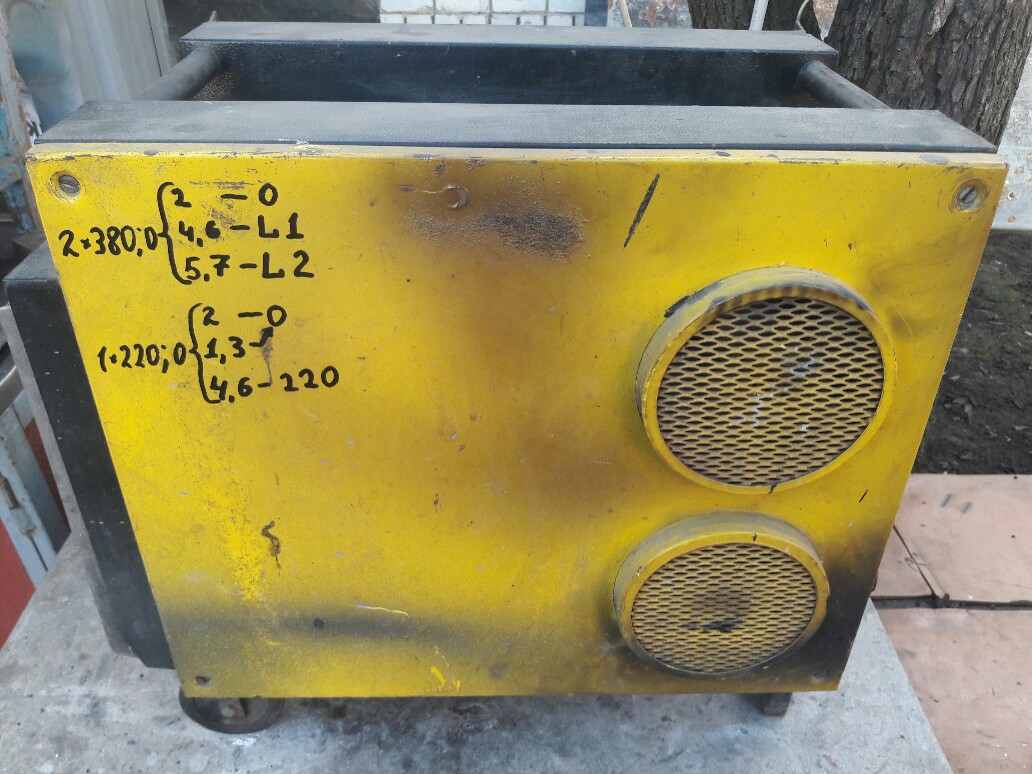 2×380; 0 { 2 – 0
4,6 – L1
5,7 – L2
1×220; 0 { 2 – 0
1,3
4,6 – 220